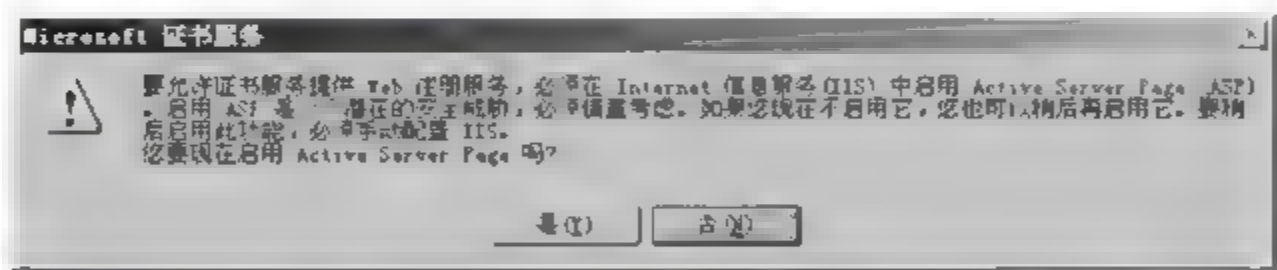 Microsoft 证书服务
要允许证书服务提供 Web 注册服务，必须在 Internet 信息服务(IIS) 中启用 Active Server Page (ASP)
。启用 ASP 是 潜在的安全威胁，必须慎重考虑。如果您现在不启用它，您也可以稍后再启用它。要稍
后启用此功能，必须手动配置 IIS。
您要现在启用 Active Server Page 吗?
是(Y)
否(N)